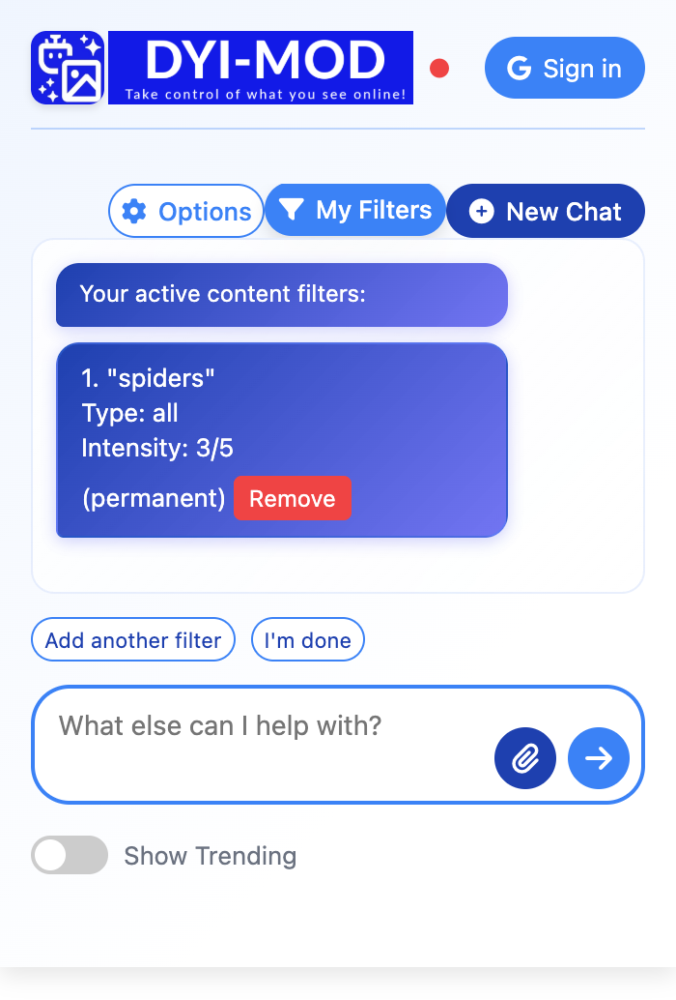 DYI-MOD
Take control of what you see online!
Sign in
Options
My Filters
New Chat
Your active content filters:
1. "spiders"
Type: all
Intensity: 3/5
(permanent) Remove
Add another filter
I'm done
What else can I help with?
Show Trending